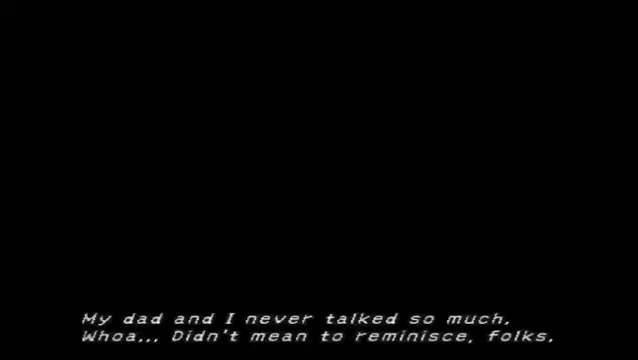 My dad and I never talked so much.
Whoa... Didn't mean to reminisce, folks.